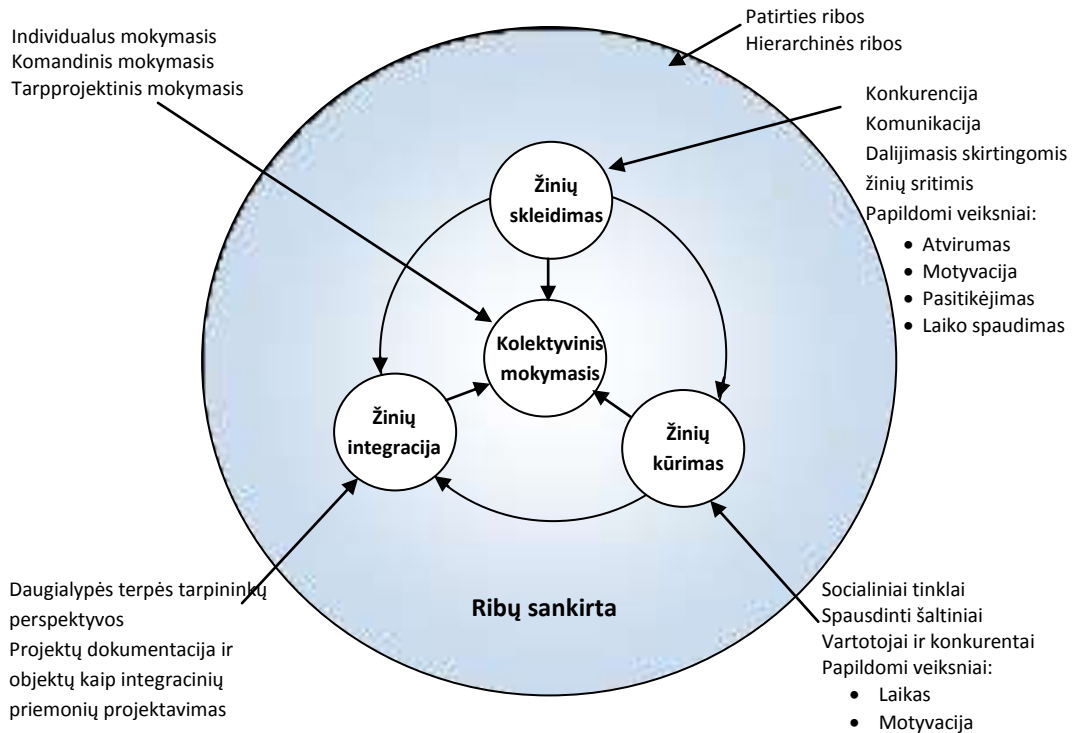 Individualus mokymasis
Komandinis mokymasis
Tarpprojektinis mokymasis
Patirties ribos
Hierarchinės ribos
Konkurencija
Komunikacija
Dalijimasis skirtingomis
žinių sritimis
Papildomi veiksniai:
• Atvirumas
• Motyvacija
• Pasitikėjimas
• Laiko spaudimas
Žinių
skleidimas
Kolektyvinis
mokymasis
Žinių
integracija
Žinių
kūrimas
Ribų sankirta
Daugialypės terpės tarpininkų
perspektyvos
Projektų dokumentacija ir
objektų kaip integracinių
priemonių projektavimas
Socialiniai tinklai
Spausdinti šaltiniai
Vartotojai ir konkurentai
Papildomi veiksniai:
• Laikas
• Motyvacija